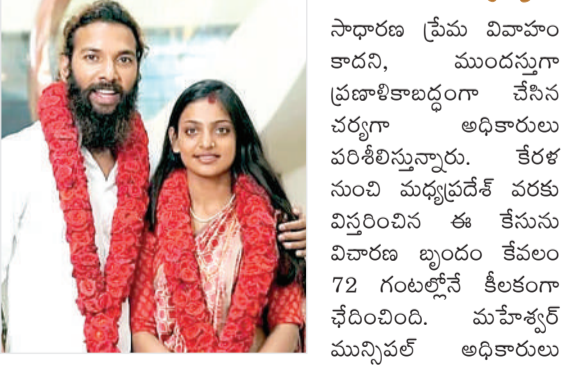 సాధారణ ప్రేమ వివాహం
కాదని, ముందస్తుగా
ప్రణాళికాబద్ధంగా చేసిన
చర్యగా అధికారులు
పరిశీలిస్తున్నారు. కేరళ
నుంచి మధ్యప్రదేశ్ వరకు
విస్తరించిన ఈ కేసును
విచారణ బృందం కేవలం
72 గంటల్లోనే కీలకంగా
ఛేదించింది. మహేశ్వర్
మున్సిపల్ అధికారులు